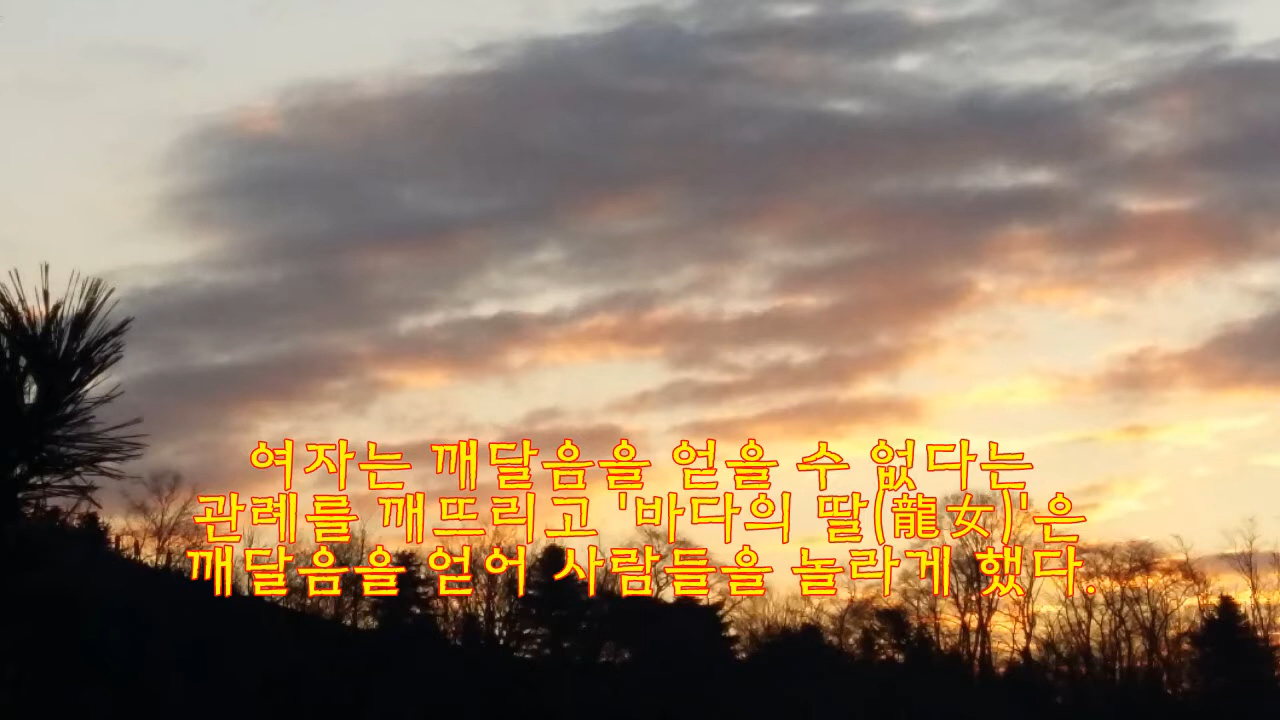 여자는 깨달음을 얻을 수 없다는
관례를 깨뜨리고 '바다의 딸(龍女)'은
깨달음을 얻어 사람들을 놀라게 했다.